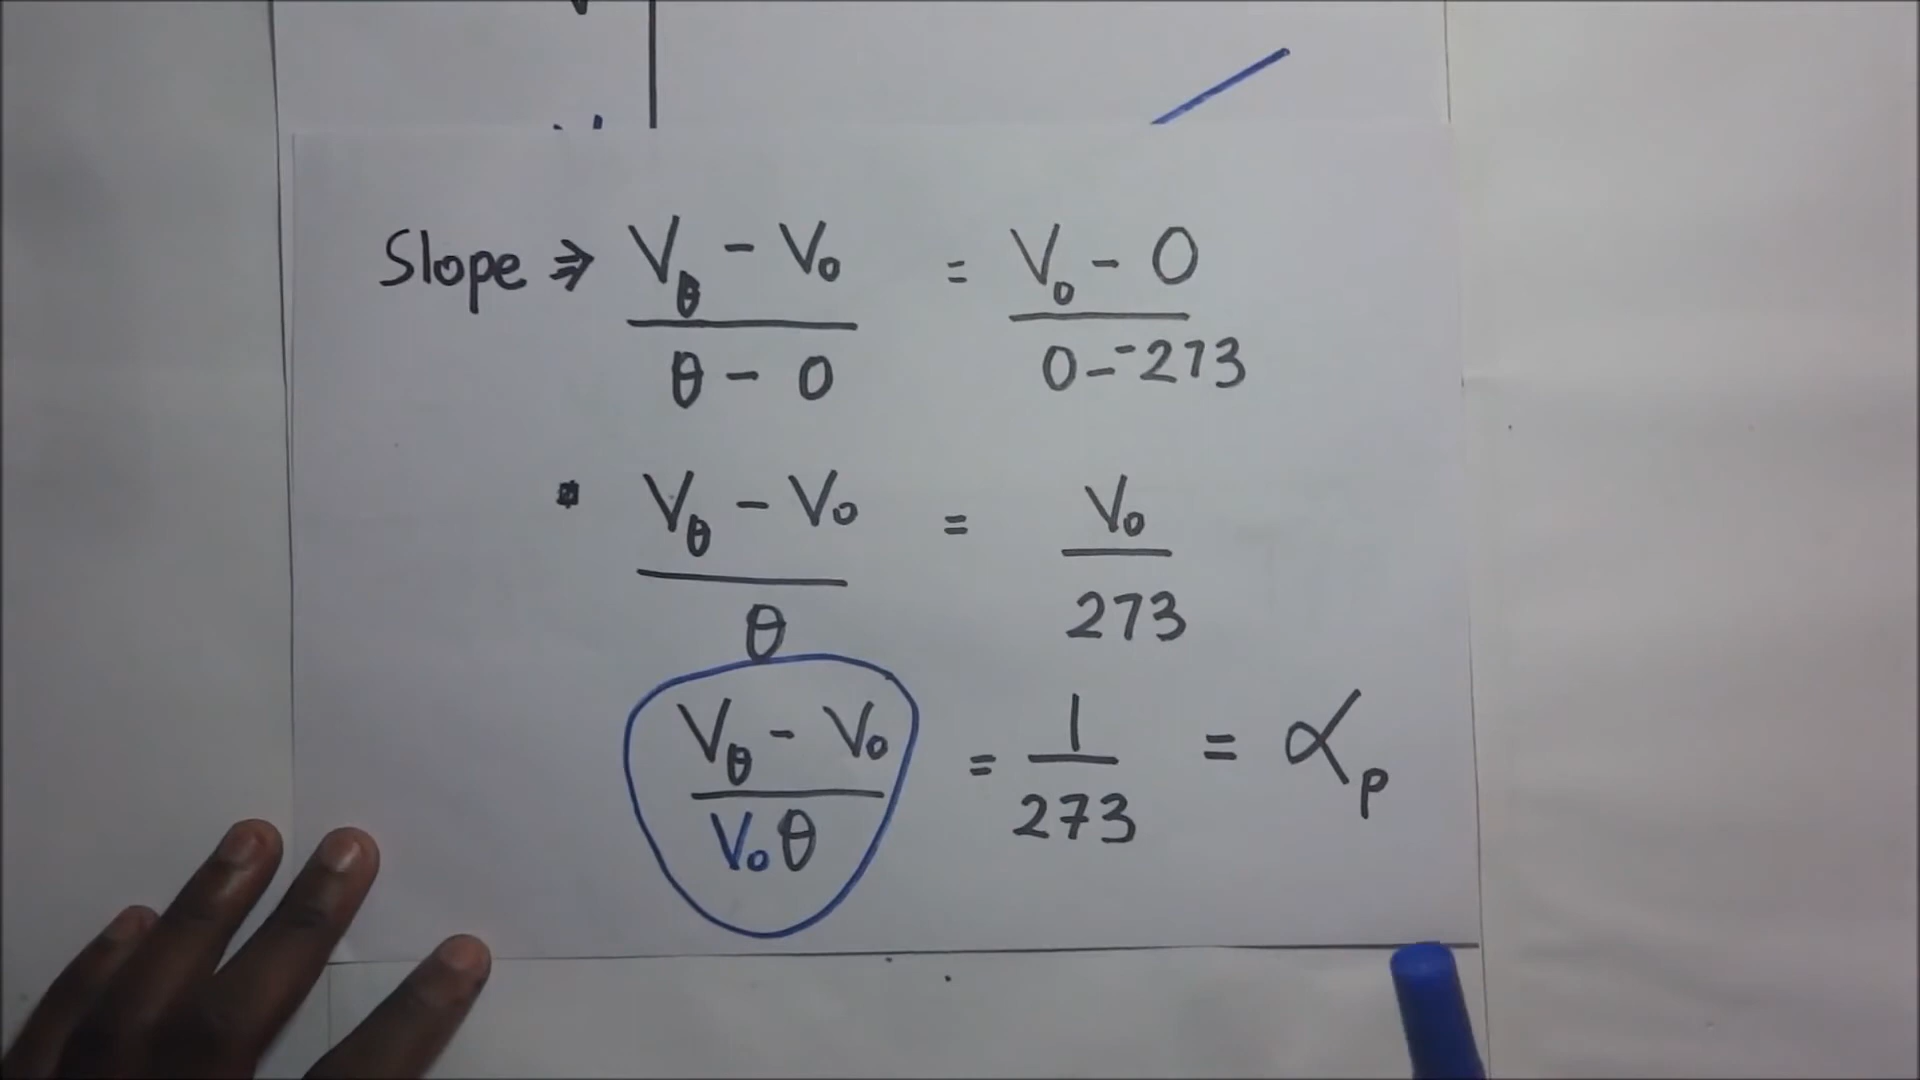 Slope ⇒ (V_θ - V₀)/(θ - 0) = (V₀ - 0)/(0 - ⁻273)
(V_θ - V₀)/θ = V₀/273
(V_θ - V₀)/(V₀θ) = 1/273 = α_p